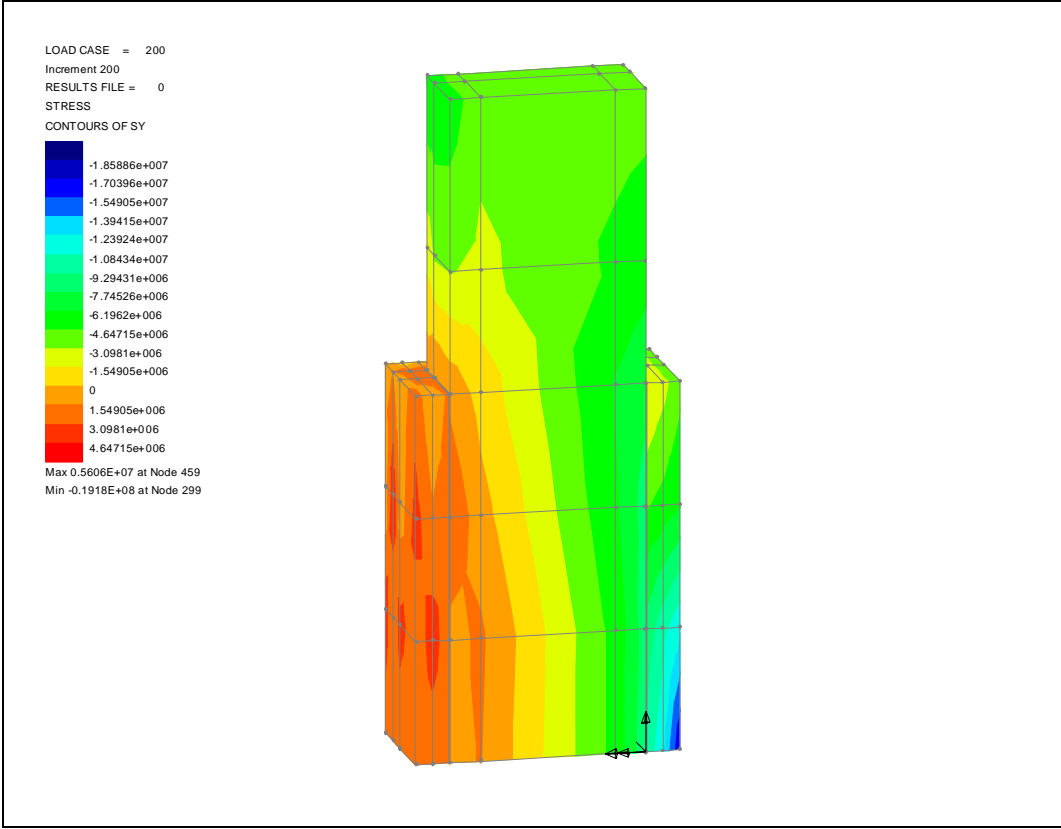 LOAD CASE = 200
Increment 200
RESULTS FILE = 0
STRESS
CONTOURS OF SY
-1.85886e+007
-1.70396e+007
-1.54905e+007
-1.39415e+007
-1.23924e+007
-1.08434e+007
-9.29431e+006
-7.74526e+006
-6.1962e+006
-4.64715e+006
-3.0981e+006
-1.54905e+006
0
1.54905e+006
3.0981e+006
4.64715e+006
Max 0.5606E+07 at Node 459
Min -0.1918E+08 at Node 299